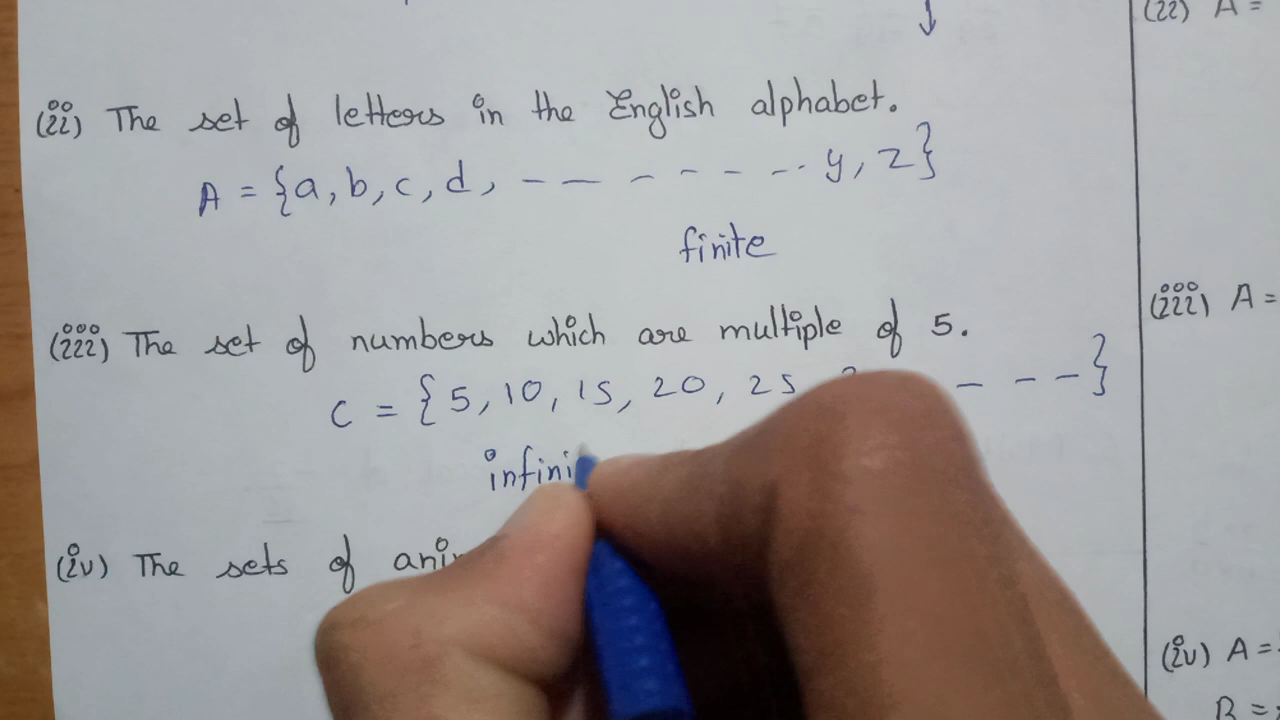 (ii) The set of letters in the English alphabet.
A = {a, b, c, d, – — – – – – -- y, z}
finite
(iii) The set of numbers which are multiple of 5.
C = {5, 10, 15, 20, 25 – – – –}
infini
(iv) The sets of ani
(ii) A =
(iii) A =
(iv) A =
B =